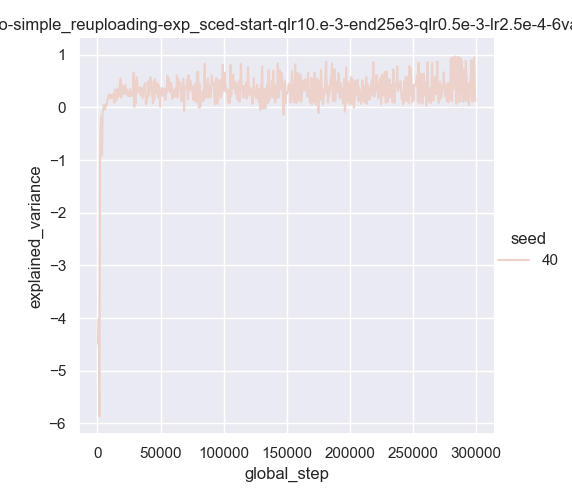 o-simple_reuploading-exp_sced-start-qlr10.e-3-end25e3-qlr0.5e-3-lr2.5e-4-6va
1
0
−1
−2
−3
−4
−5
−6
explained_variance
seed
40
0 50000 100000 150000 200000 250000 300000
global_step